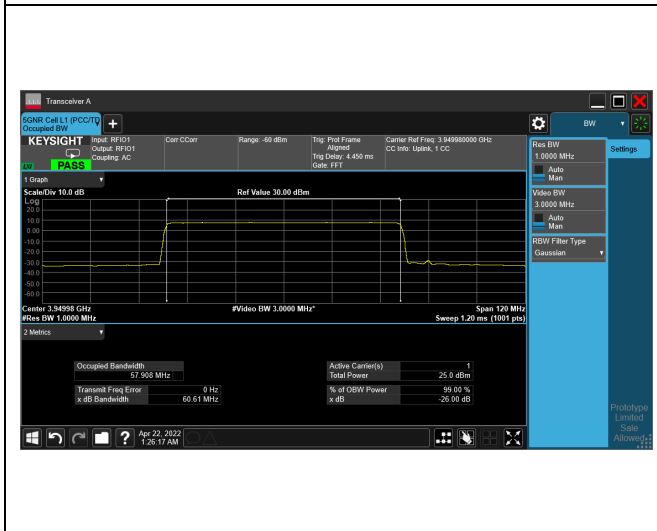 Transceiver A
5GNR Cell L1 (PCC/TD
Occupied BW
+
BW
KEYSIGHT
Input: RFIO1
Output: RFIO1
Coupling: AC
Corr CCorr
Range: -60 dBm
Trig: Prot Frame
Aligned
Trig Delay: 4.450 ms
Gate: FFT
Carrier Ref Freq: 3.949980000 GHz
CC Info: Uplink, 1 CC
PASS
Res BW
1.0000 MHz
Auto
Man
Video BW
3.0000 MHz
Auto
Man
RBW Filter Type
Gaussian
Settings
1 Graph
Scale/Div 10.0 dB
Ref Value 30.00 dBm
Log
20.0
10.0
0.00
-10.0
-20.0
-30.0
-40.0
-50.0
-60.0
Center 3.94998 GHz
#Video BW 3.0000 MHz*
Span 120 MHz
#Res BW 1.0000 MHz
Sweep 1.20 ms (1001 pts)
2 Metrics
Occupied Bandwidth
57.908 MHz
Active Carrier(s) 1
Total Power 25.0 dBm
Transmit Freq Error 0 Hz
x dB Bandwidth 60.61 MHz
% of OBW Power 99.00 %
x dB -26.00 dB
Prototype
Limited
Sale
Allowed
?
Apr 22, 2022
1:26:17 AM